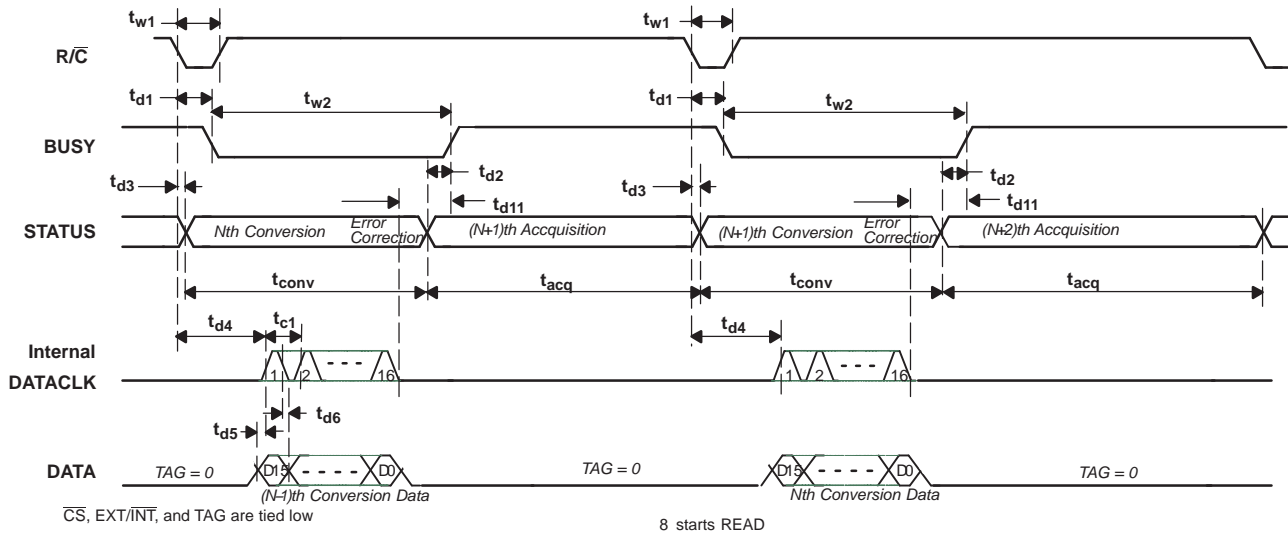 tw1 tw1
R/C̅
td1 tw2 td1 tw2
BUSY
td3 td2 td3 td2
td11 td11
STATUS Nth Conversion Error Correction (N+1)th Accquisition (N+1)th Conversion Error Correction (N+2)th Acquisition
tconv tacq tconv tacq
td4 tc1 td4
Internal
DATACLK 1 2 - - - 16 1 2 - - - 16
td5 td6
DATA TAG = 0 D15 - - - - D0 TAG = 0 D15 - - - - D0 TAG = 0
(N−1)th Conversion Data Nth Conversion Data
C̅S̅, EXT/I̅N̅T̅, and TAG are tied low
8 starts READ